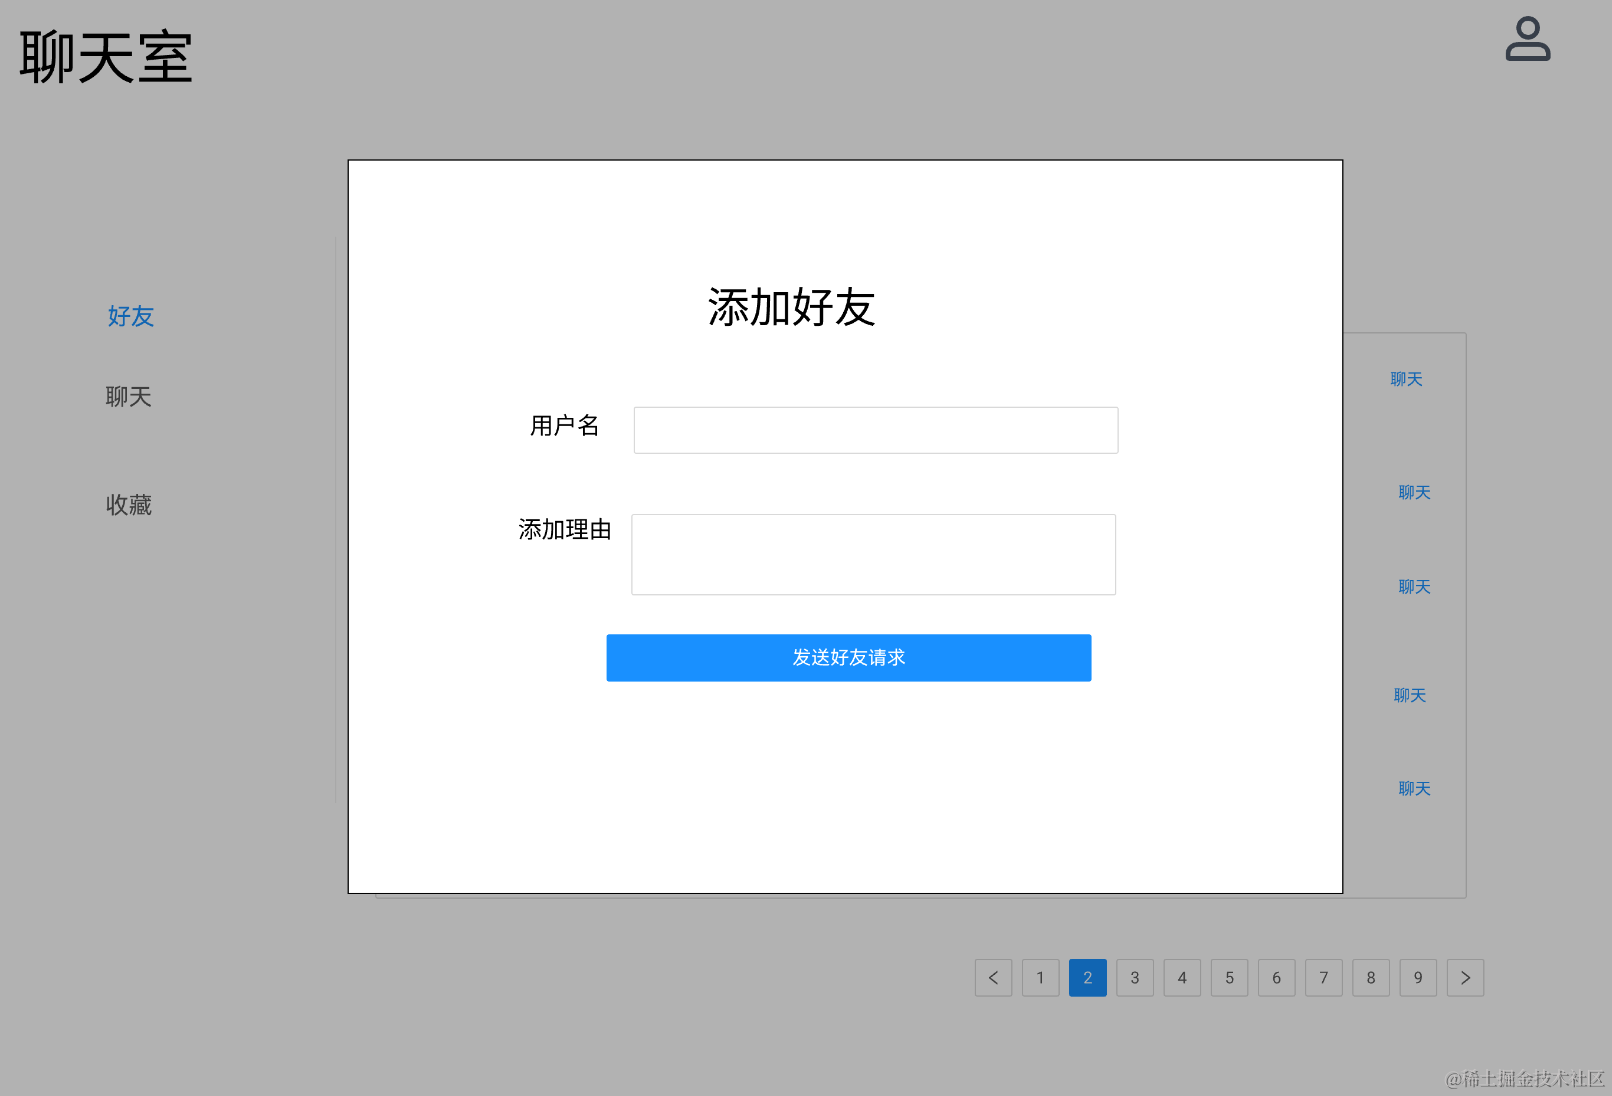 聊天室
添加好友
好友
聊天
聊天
用户名
聊天
收藏
添加理由
聊天
发送好友请求
聊天
聊天
< 1 2 3 4 5 6 7 8 9 >
@稀土掘金技术社区